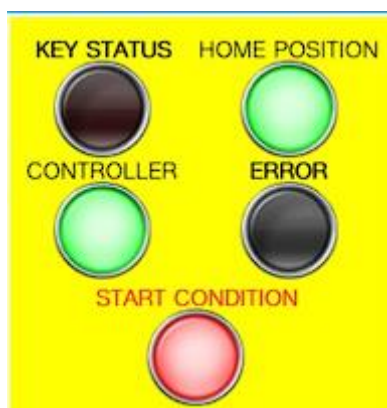 KEY STATUS HOME POSITION
CONTROLLER ERROR
START CONDITION